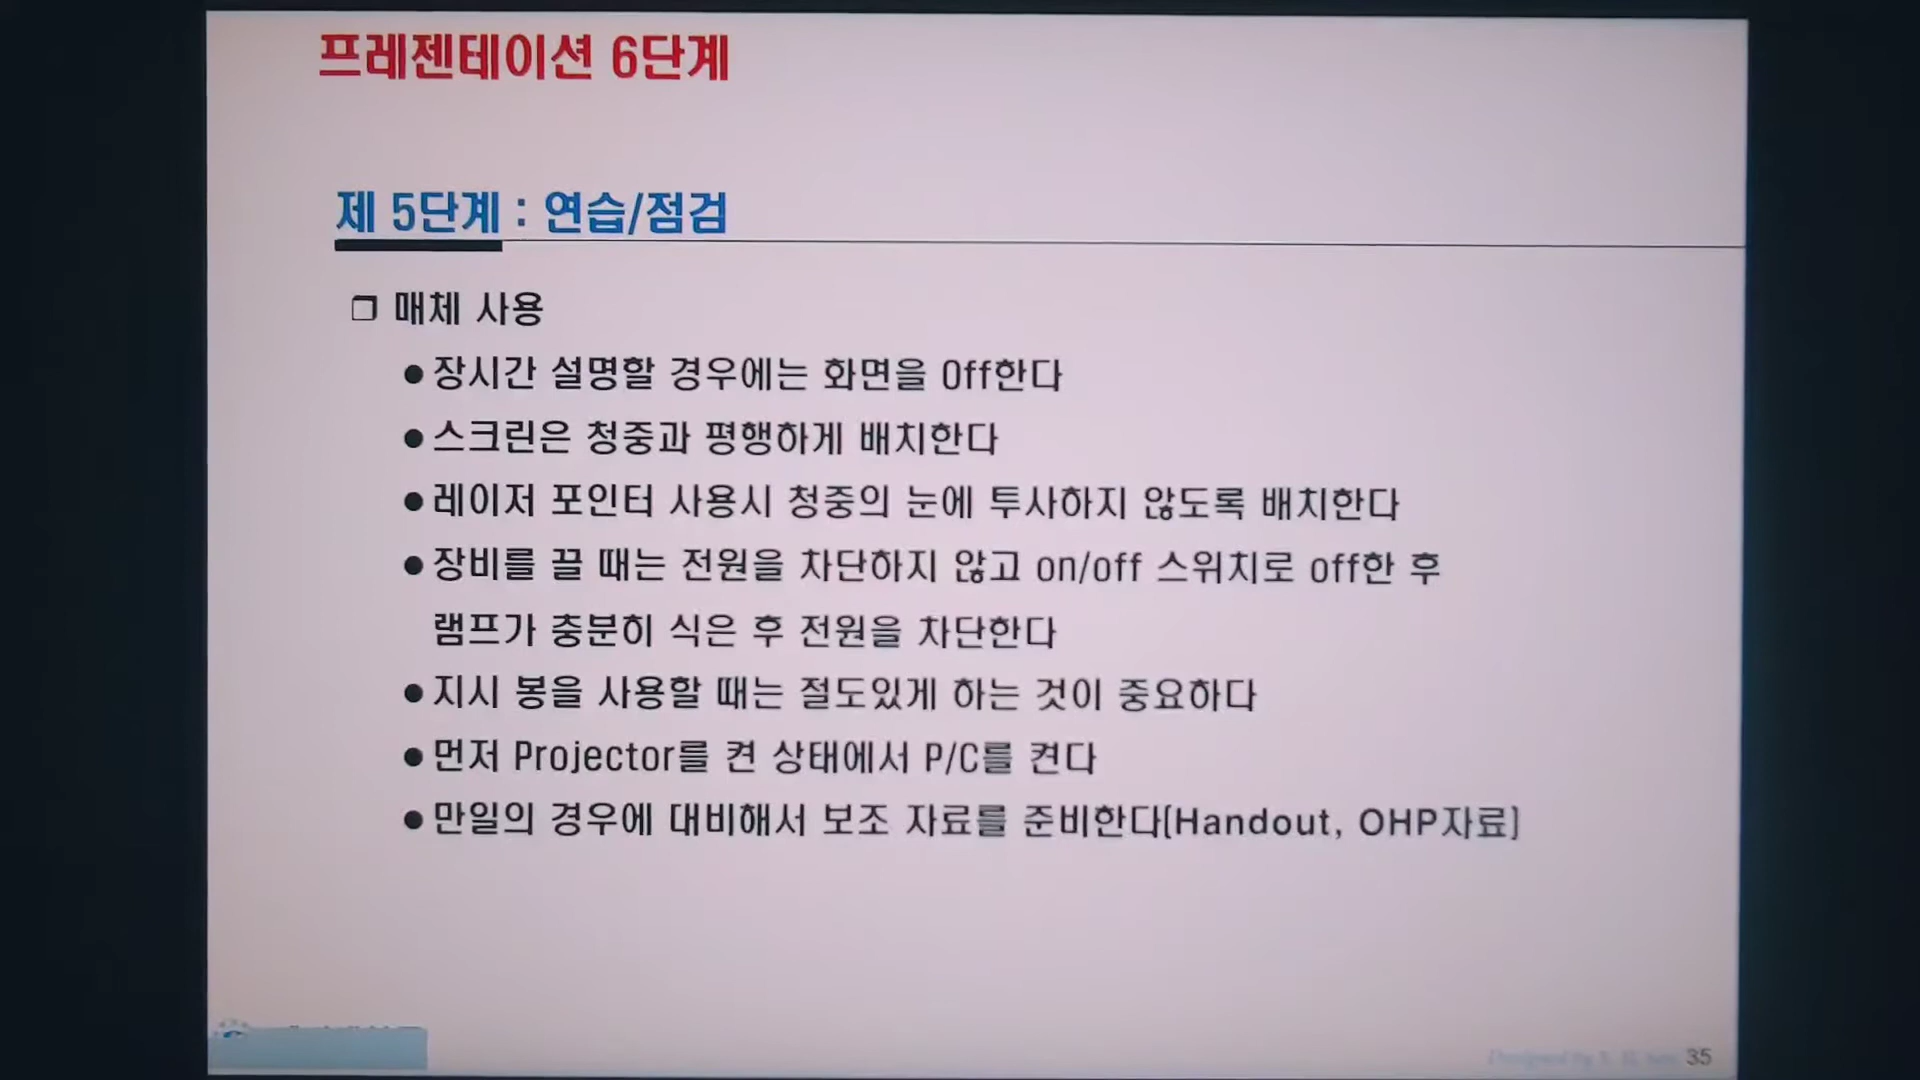 프레젠테이션 6단계
제 5단계 : 연습/점검
❒ 매체 사용
●장시간 설명할 경우에는 화면을 Off한다
●스크린은 청중과 평행하게 배치한다
●레이저 포인터 사용시 청중의 눈에 투사하지 않도록 배치한다
●장비를 끌 때는 전원을 차단하지 않고 on/off 스위치로 off한 후
램프가 충분히 식은 후 전원을 차단한다
●지시 봉을 사용할 때는 절도있게 하는 것이 중요하다
●먼저 Projector를 켠 상태에서 P/C를 켠다
●만일의 경우에 대비해서 보조 자료를 준비한다(Handout, OHP자료)
35